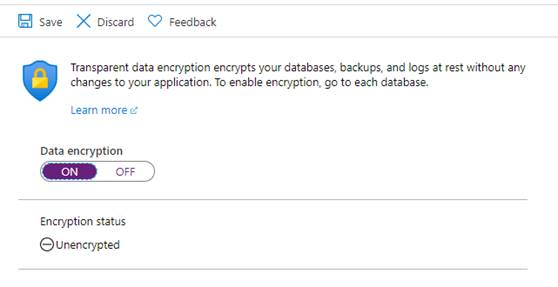 Save Discard Feedback
Transparent data encryption encrypts your databases, backups, and logs at rest without any
changes to your application. To enable encryption, go to each database.
Learn more
Data encryption
ON OFF
Encryption status
Unencrypted